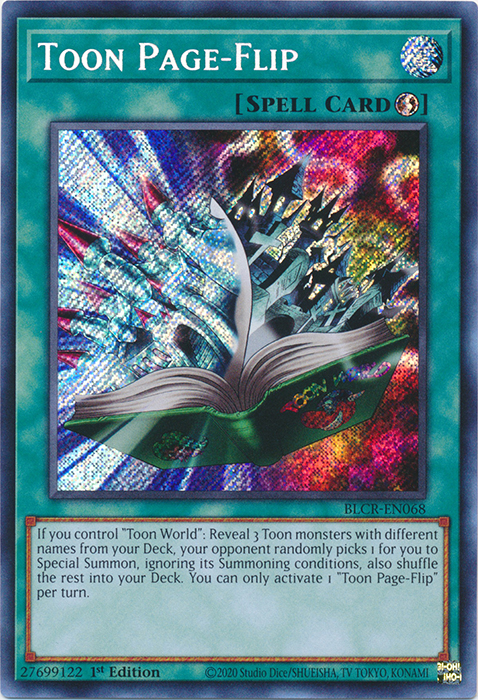 TOON PAGE-FLIP
[SPELL CARD]
TOON WORLD
BLCR-EN068
If you control "Toon World": Reveal 3 Toon monsters with different
names from your Deck, your opponent randomly picks 1 for you to
Special Summon, ignoring its Summoning conditions, also shuffle
the rest into your Deck. You can only activate 1 "Toon Page-Flip"
per turn.
27699122 1st Edition ©2020 Studio Dice/SHUEISHA, TV TOKYO, KONAMI